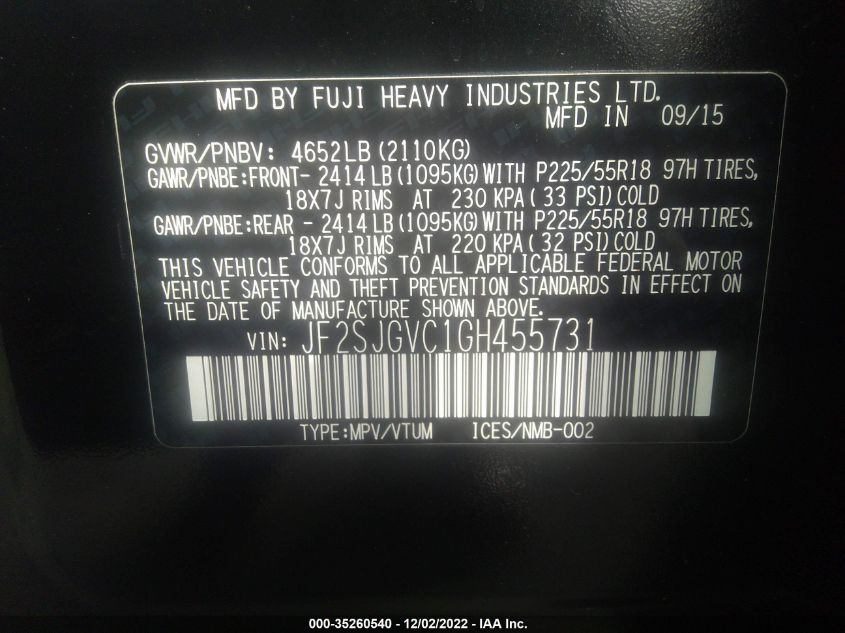 MFD BY FUJI HEAVY INDUSTRIES LTD.
MFD IN 09/15
GVWR/PNBV: 4652LB (2110KG)
GAWR/PNBE:FRONT- 2414 LB (1095KG) WITH P225/55R18 97H TIRES,
18X7J RIMS AT 230 KPA ( 33 PSI) COLD
GAWR/PNBE:REAR - 2414 LB (1095KG) WITH P225/55R18 97H TIRES,
18X7J RIMS AT 220 KPA ( 32 PSI) COLD
THIS VEHICLE CONFORMS TO ALL APPLICABLE FEDERAL MOTOR
VEHICLE SAFETY AND THEFT PREVENTION STANDARDS IN EFFECT ON
THE DATE OF MANUFACTURE SHOWN ABOVE.
VIN: JF2SJGVC1GH455731
TYPE:MPV/VTUM ICES/NMB-002
000-35260540 - 12/02/2022 - IAA Inc.